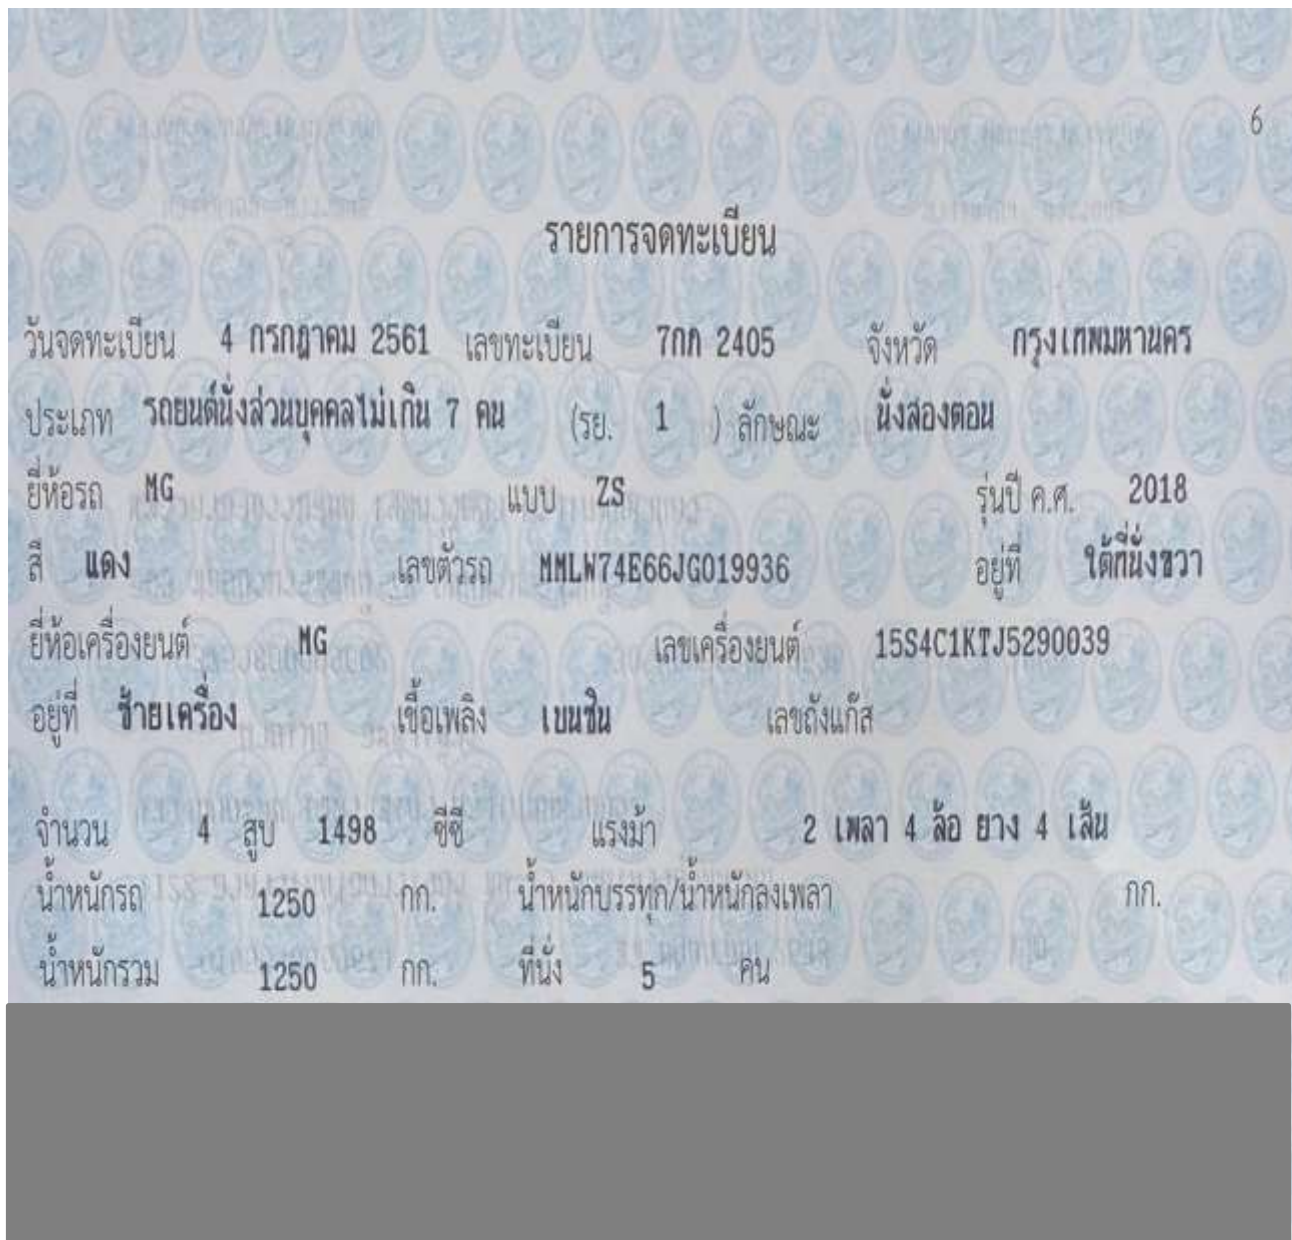 6
รายการจดทะเบียน
วันจดทะเบียน 4 กรกฎาคม 2561 เลขทะเบียน 7กก 2405 จังหวัด กรุงเทพมหานคร
ประเภท รถยนต์นั่งส่วนบุคคลไม่เกิน 7 คน (รย. 1 ) ลักษณะ นั่งสองตอน
ยี่ห้อรถ MG แบบ ZS รุ่นปี ค.ศ. 2018
สี แดง เลขตัวรถ MMLW74E66JG019936 อยู่ที่ ใต้ที่นั่งขวา
ยี่ห้อเครื่องยนต์ MG เลขเครื่องยนต์ 15S4C1KTJ5290039
อยู่ที่ ซ้ายเครื่อง เชื้อเพลิง เบนซิน เลขถังแก๊ส
จำนวน 4 สูบ 1498 ซีซี แรงม้า 2 เพลา 4 ล้อ ยาง 4 เส้น
น้ำหนักรถ 1250 กก. น้ำหนักบรรทุก/น้ำหนักลงเพลา กก.
น้ำหนักรวม 1250 กก. ที่นั่ง 5 คน